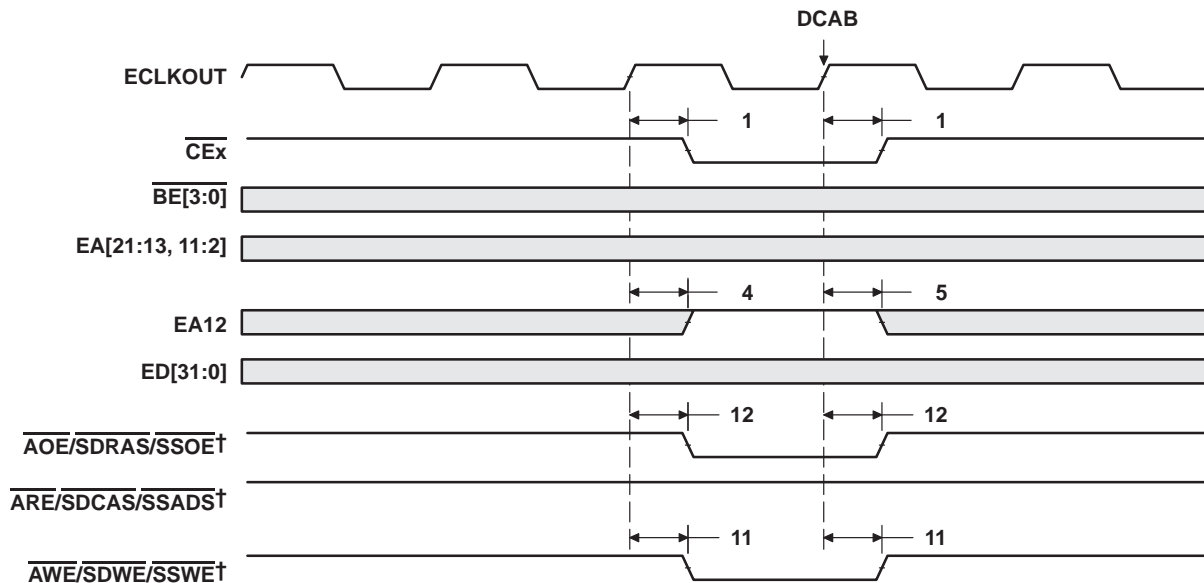 DCAB
ECLKOUT
1 1
CEx
BE[3:0]
EA[21:13, 11:2]
4 5
EA12
ED[31:0]
12 12
AOE/SDRAS/SSOE†
ARE/SDCAS/SSADS†
11 11
AWE/SDWE/SSWE†